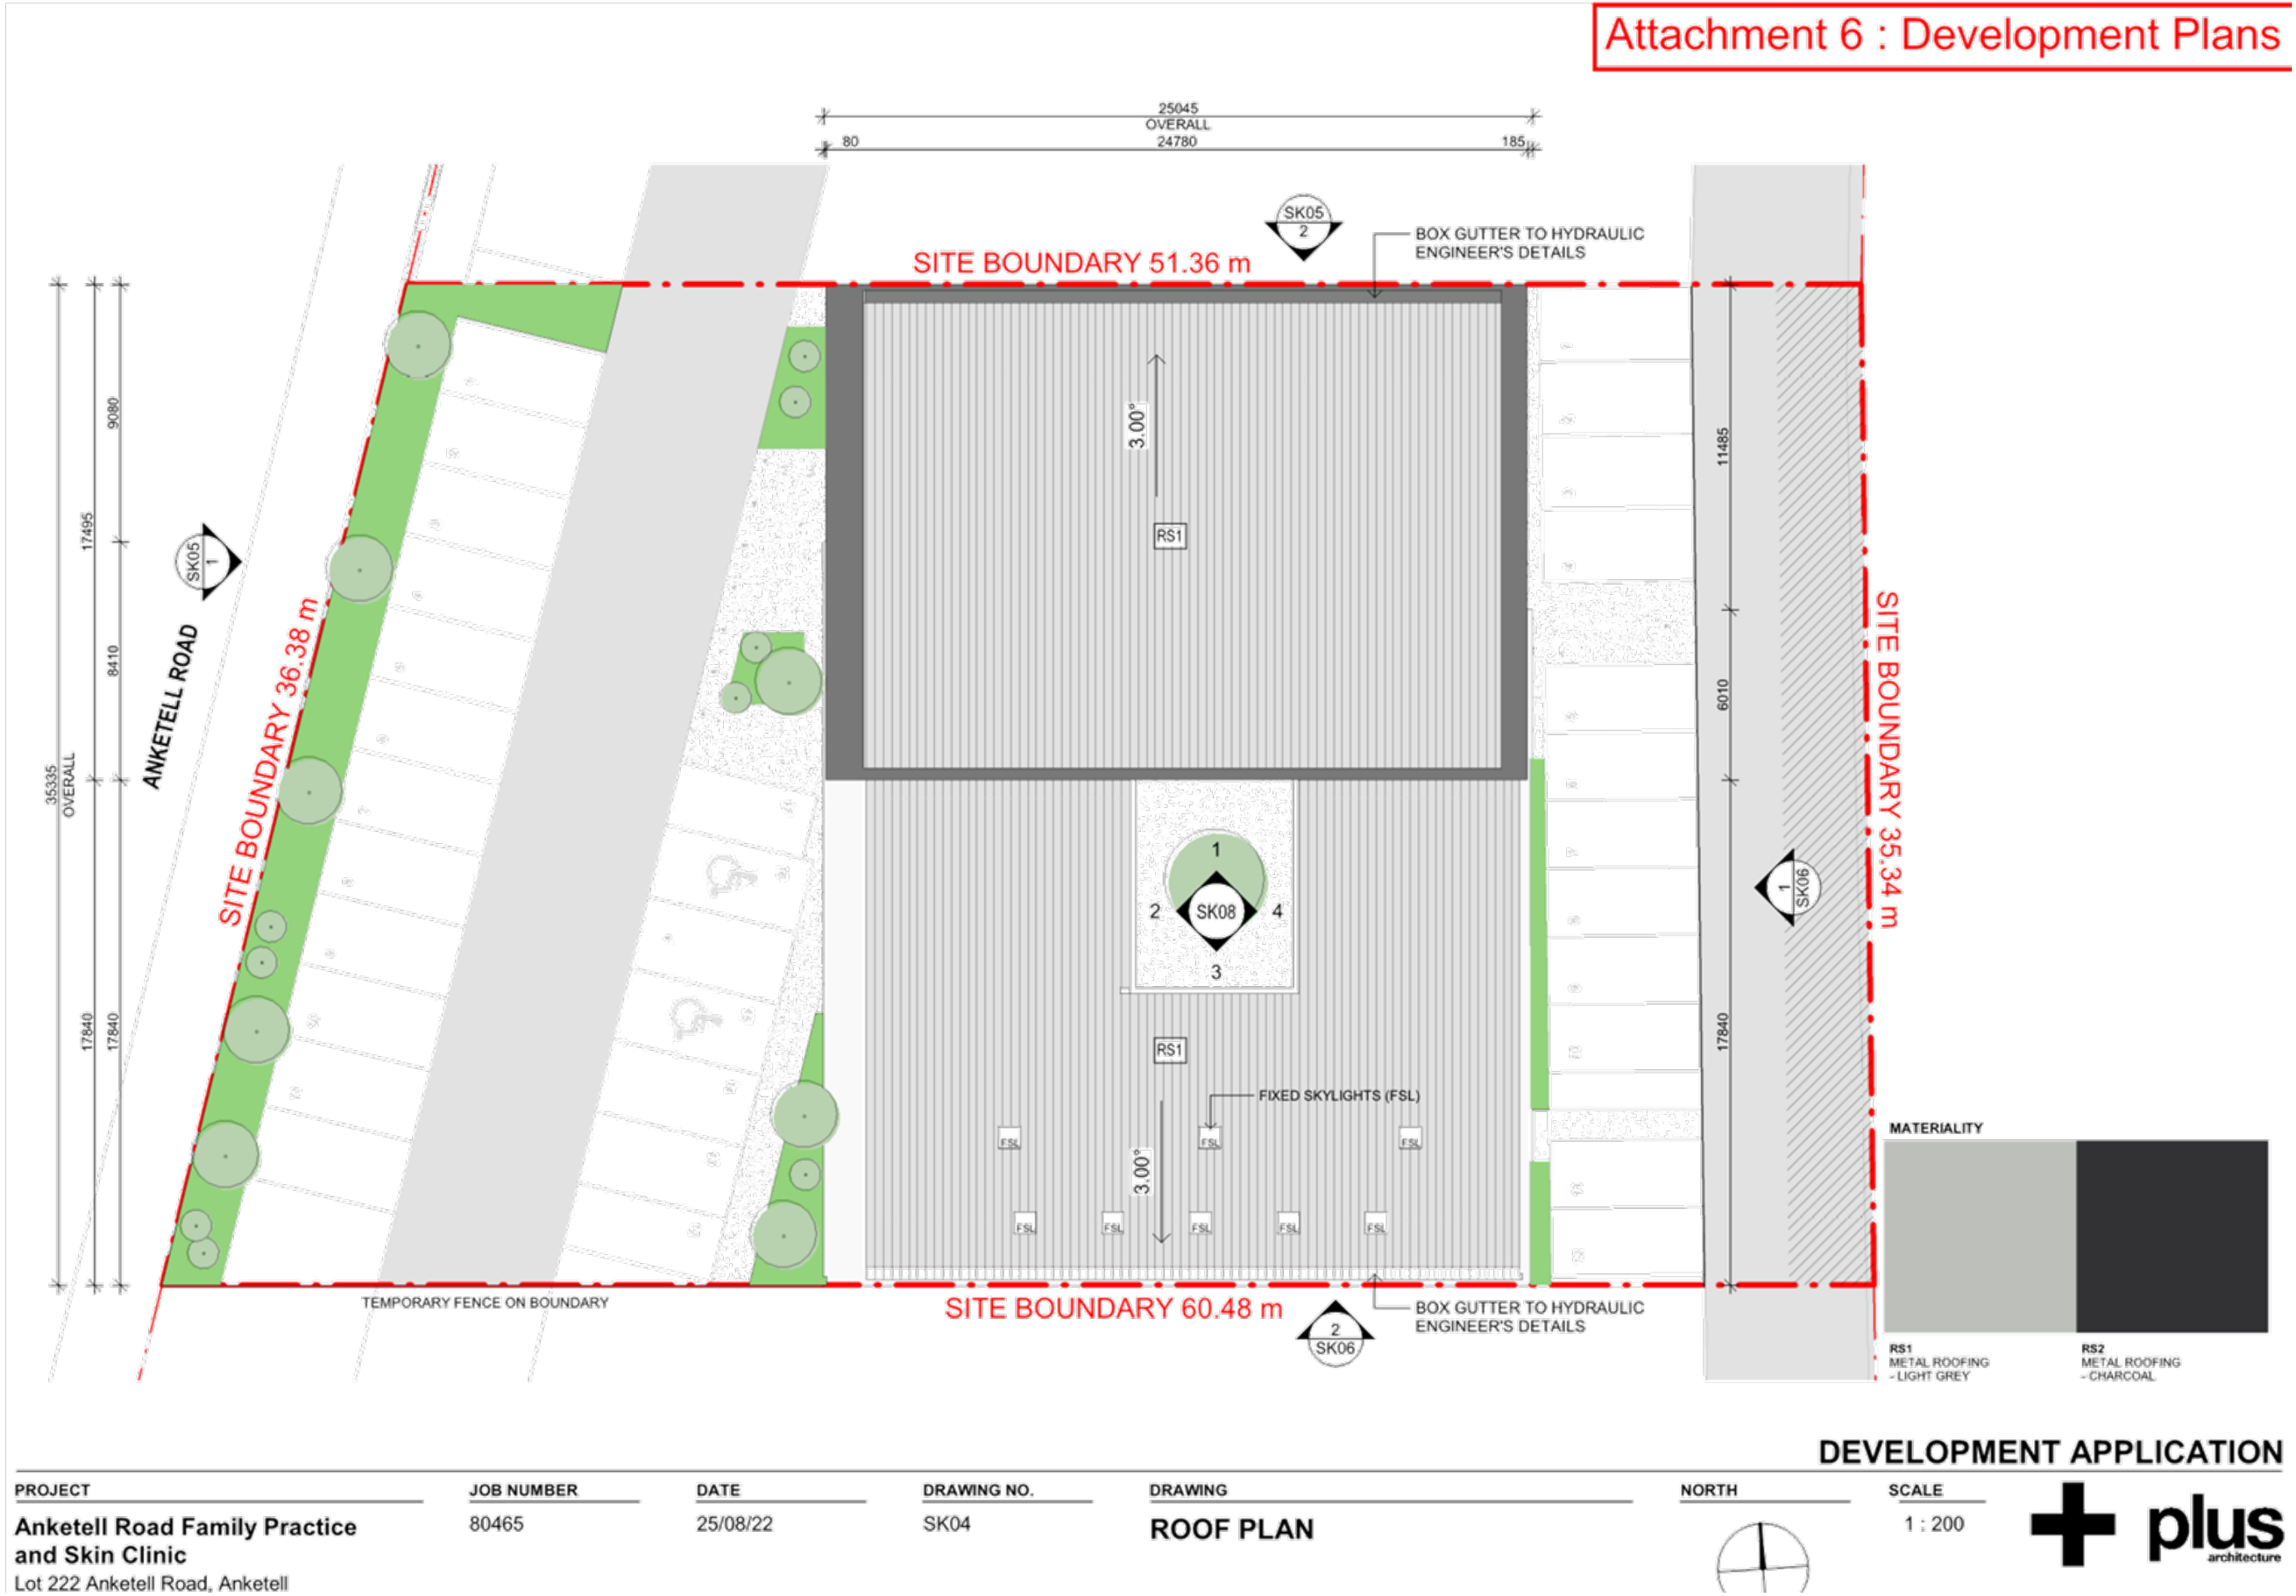 Attachment 6 : Development Plans
25045
OVERALL
80
24780
185
SK05
2
BOX GUTTER TO HYDRAULIC
ENGINEER'S DETAILS
SITE BOUNDARY 51.36 m
9080
17495
8410
35335
OVERALL
17840
17840
SK05
1
ANKETELL ROAD
SITE BOUNDARY 36.38 m
3.00°
RS1
11485
6010
17840
SITE BOUNDARY 35.34 m
1
SK06
1
2
SK08
4
3
RS1
FIXED SKYLIGHTS (FSL)
FSL
FSL
FSL
3.00°
FSL
FSL
FSL
FSL
FSL
TEMPORARY FENCE ON BOUNDARY
SITE BOUNDARY 60.48 m
2
SK06
BOX GUTTER TO HYDRAULIC
ENGINEER'S DETAILS
MATERIALITY
RS1
METAL ROOFING
- LIGHT GREY
RS2
METAL ROOFING
- CHARCOAL
DEVELOPMENT APPLICATION
PROJECT
Anketell Road Family Practice
and Skin Clinic
Lot 222 Anketell Road, Anketell
JOB NUMBER
80465
DATE
25/08/22
DRAWING NO.
SK04
DRAWING
ROOF PLAN
NORTH
SCALE
1 : 200
plus
architecture